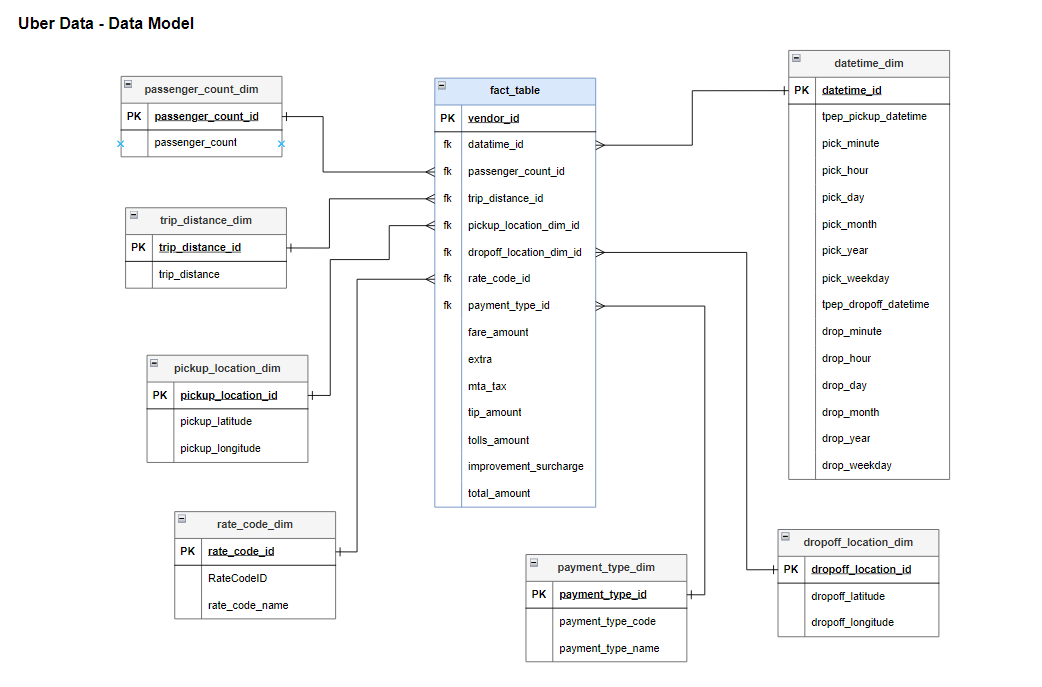 Uber Data - Data Model
passenger_count_dim
PK passenger_count_id
passenger_count
trip_distance_dim
PK trip_distance_id
trip_distance
pickup_location_dim
PK pickup_location_id
pickup_latitude
pickup_longitude
rate_code_dim
PK rate_code_id
RateCodeID
rate_code_name
fact_table
PK vendor_id
fk datatime_id
fk passenger_count_id
fk trip_distance_id
fk pickup_location_dim_id
fk dropoff_location_dim_id
fk rate_code_id
fk payment_type_id
fare_amount
extra
mta_tax
tip_amount
tolls_amount
improvement_surcharge
total_amount
payment_type_dim
PK payment_type_id
payment_type_code
payment_type_name
datetime_dim
PK datetime_id
tpep_pickup_datetime
pick_minute
pick_hour
pick_day
pick_month
pick_year
pick_weekday
tpep_dropoff_datetime
drop_minute
drop_hour
drop_day
drop_month
drop_year
drop_weekday
dropoff_location_dim
PK dropoff_location_id
dropoff_latitude
dropoff_longitude